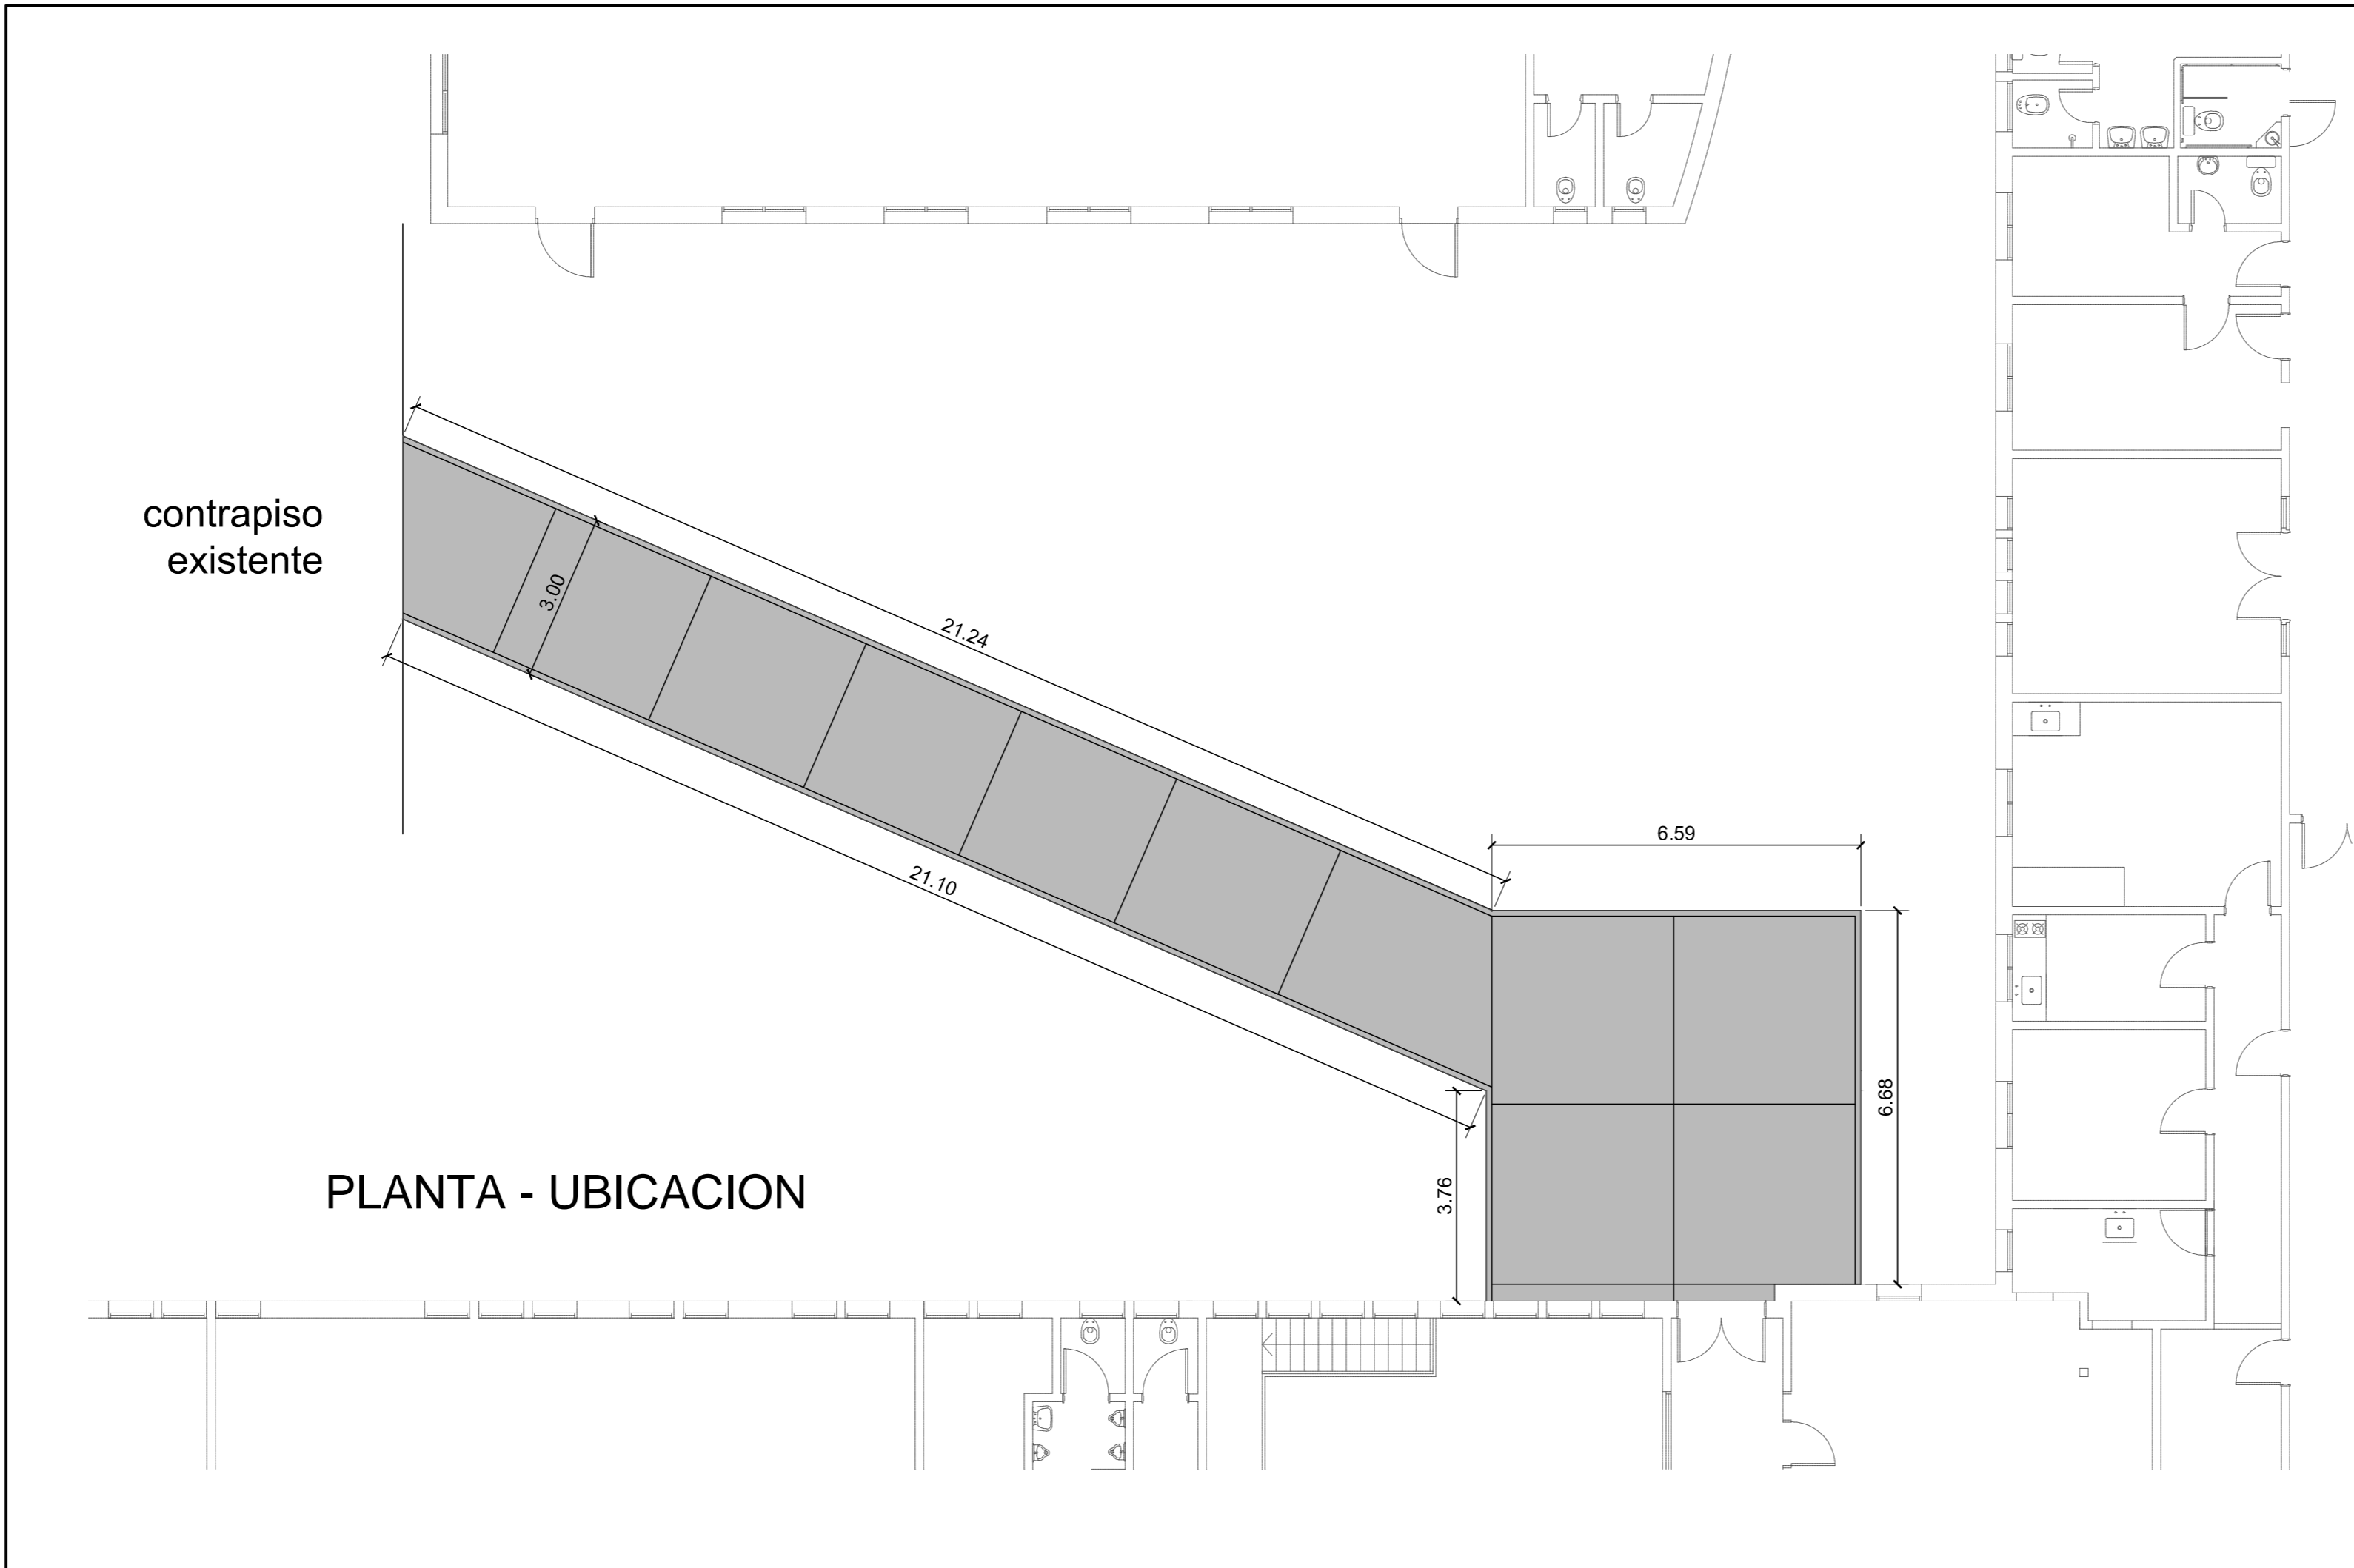 contrapiso
existente
3.00
21.24
21.10
6.59
6.68
3.76
PLANTA - UBICACION